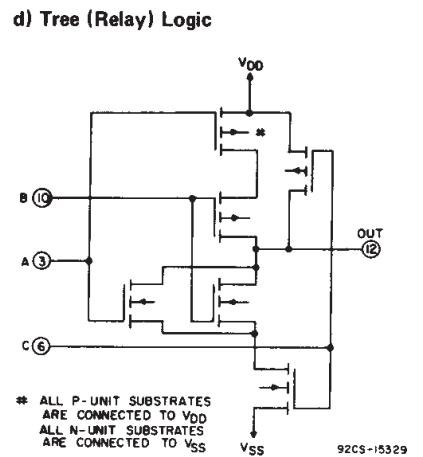 d) Tree (Relay) Logic
VDD
#
B 10
OUT
12
A 3
C 6
# ALL P-UNIT SUBSTRATES
ARE CONNECTED TO VDD
ALL N-UNIT SUBSTRATES
ARE CONNECTED TO VSS
VSS
92CS-15329